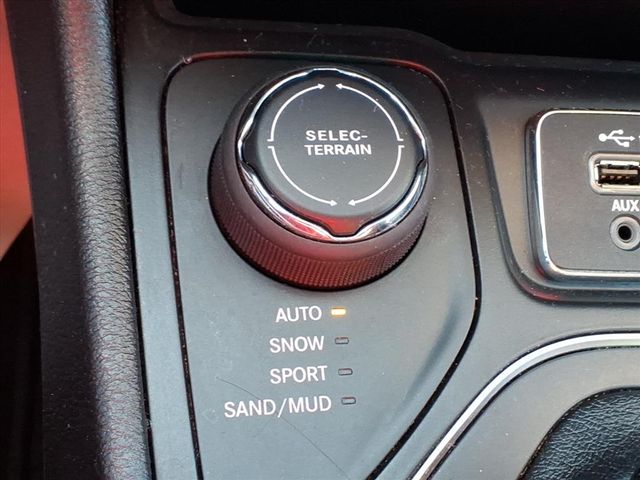 SELEC-
TERRAIN
AUX
AUTO
SNOW
SPORT
SAND/MUD